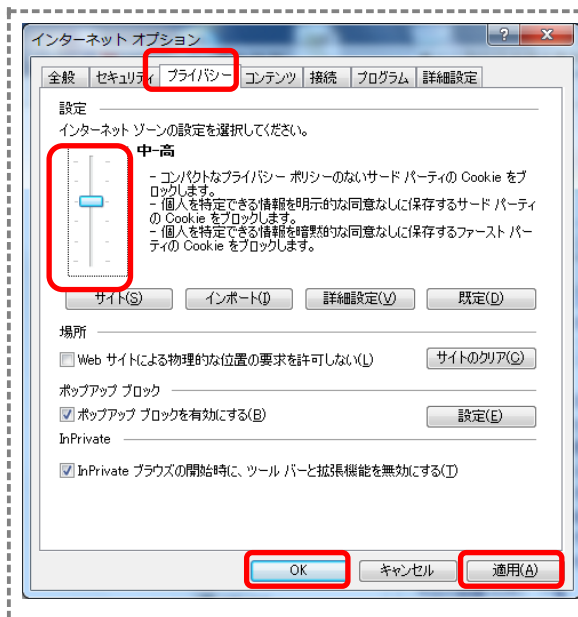 インターネット オプション
全般 セキュリティ プライバシー コンテンツ 接続 プログラム 詳細設定
設定
インターネット ゾーンの設定を選択してください。
中-高
- コンパクトなプライバシー ポリシーのないサード パーティの Cookie をブ
ロックします。
- 個人を特定できる情報を明示的な同意なしに保存するサード パーティ
の Cookie をブロックします。
- 個人を特定できる情報を暗黙的な同意なしに保存するファースト パー
ティの Cookie をブロックします。
サイト(S) インポート(I) 詳細設定(V) 既定(D)
場所
Web サイトによる物理的な位置の要求を許可しない(L) サイトのクリア(C)
ポップアップ ブロック
ポップアップ ブロックを有効にする(B) 設定(E)
InPrivate
InPrivate ブラウズの開始時に、ツール バーと拡張機能を無効にする(T)
OK キャンセル 適用(A)